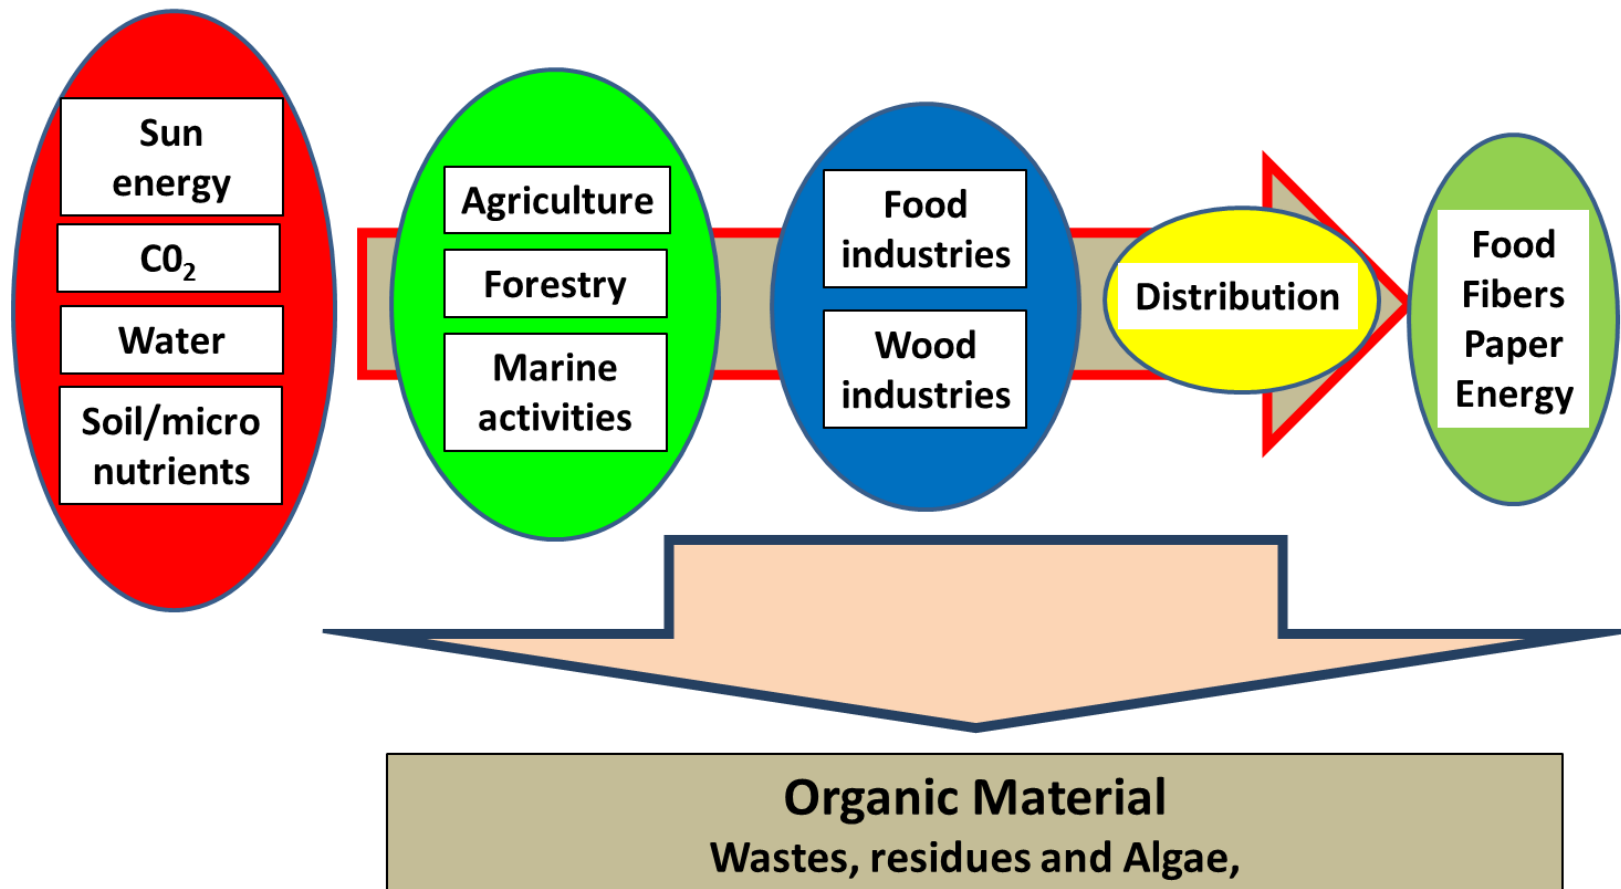 Sun
energy
C0₂
Water
Soil/micro
nutrients
Agriculture
Forestry
Marine
activities
Food
industries
Wood
industries
Distribution
Food
Fibers
Paper
Energy
Organic Material
Wastes, residues and Algae,